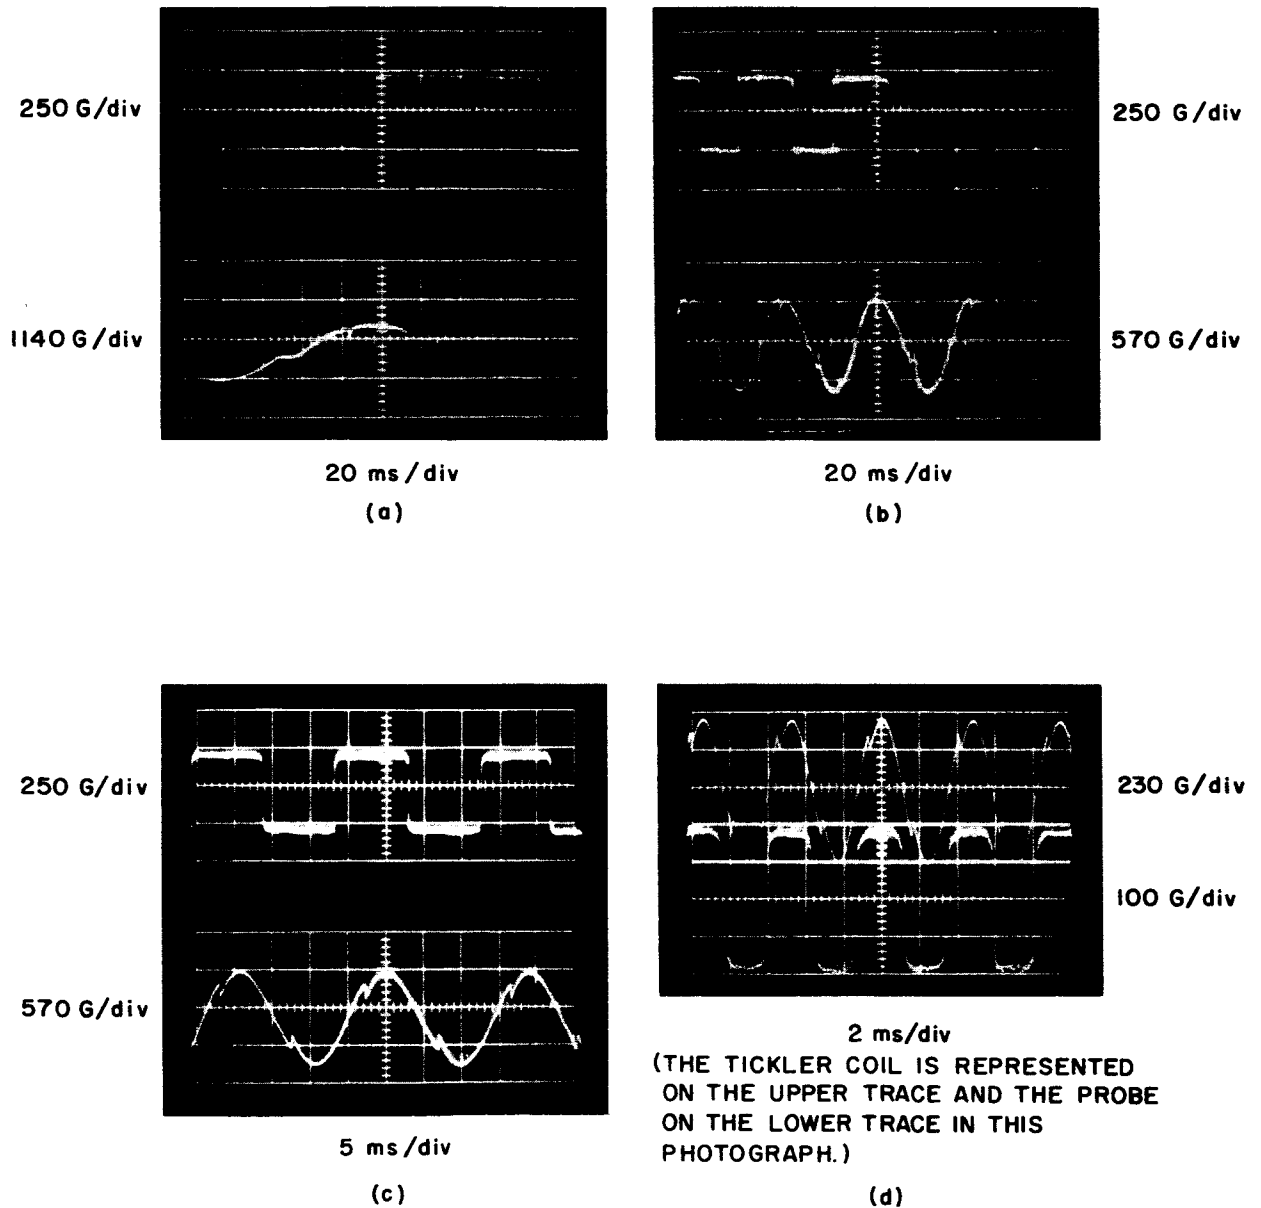 250 G/div
250 G/div
1140 G/div
570 G/div
20 ms/div
20 ms/div
(a)
(b)
250 G/div
230 G/div
100 G/div
570 G/div
2 ms/div
(THE TICKLER COIL IS REPRESENTED
ON THE UPPER TRACE AND THE PROBE
ON THE LOWER TRACE IN THIS
PHOTOGRAPH.)
5 ms/div
(c)
(d)